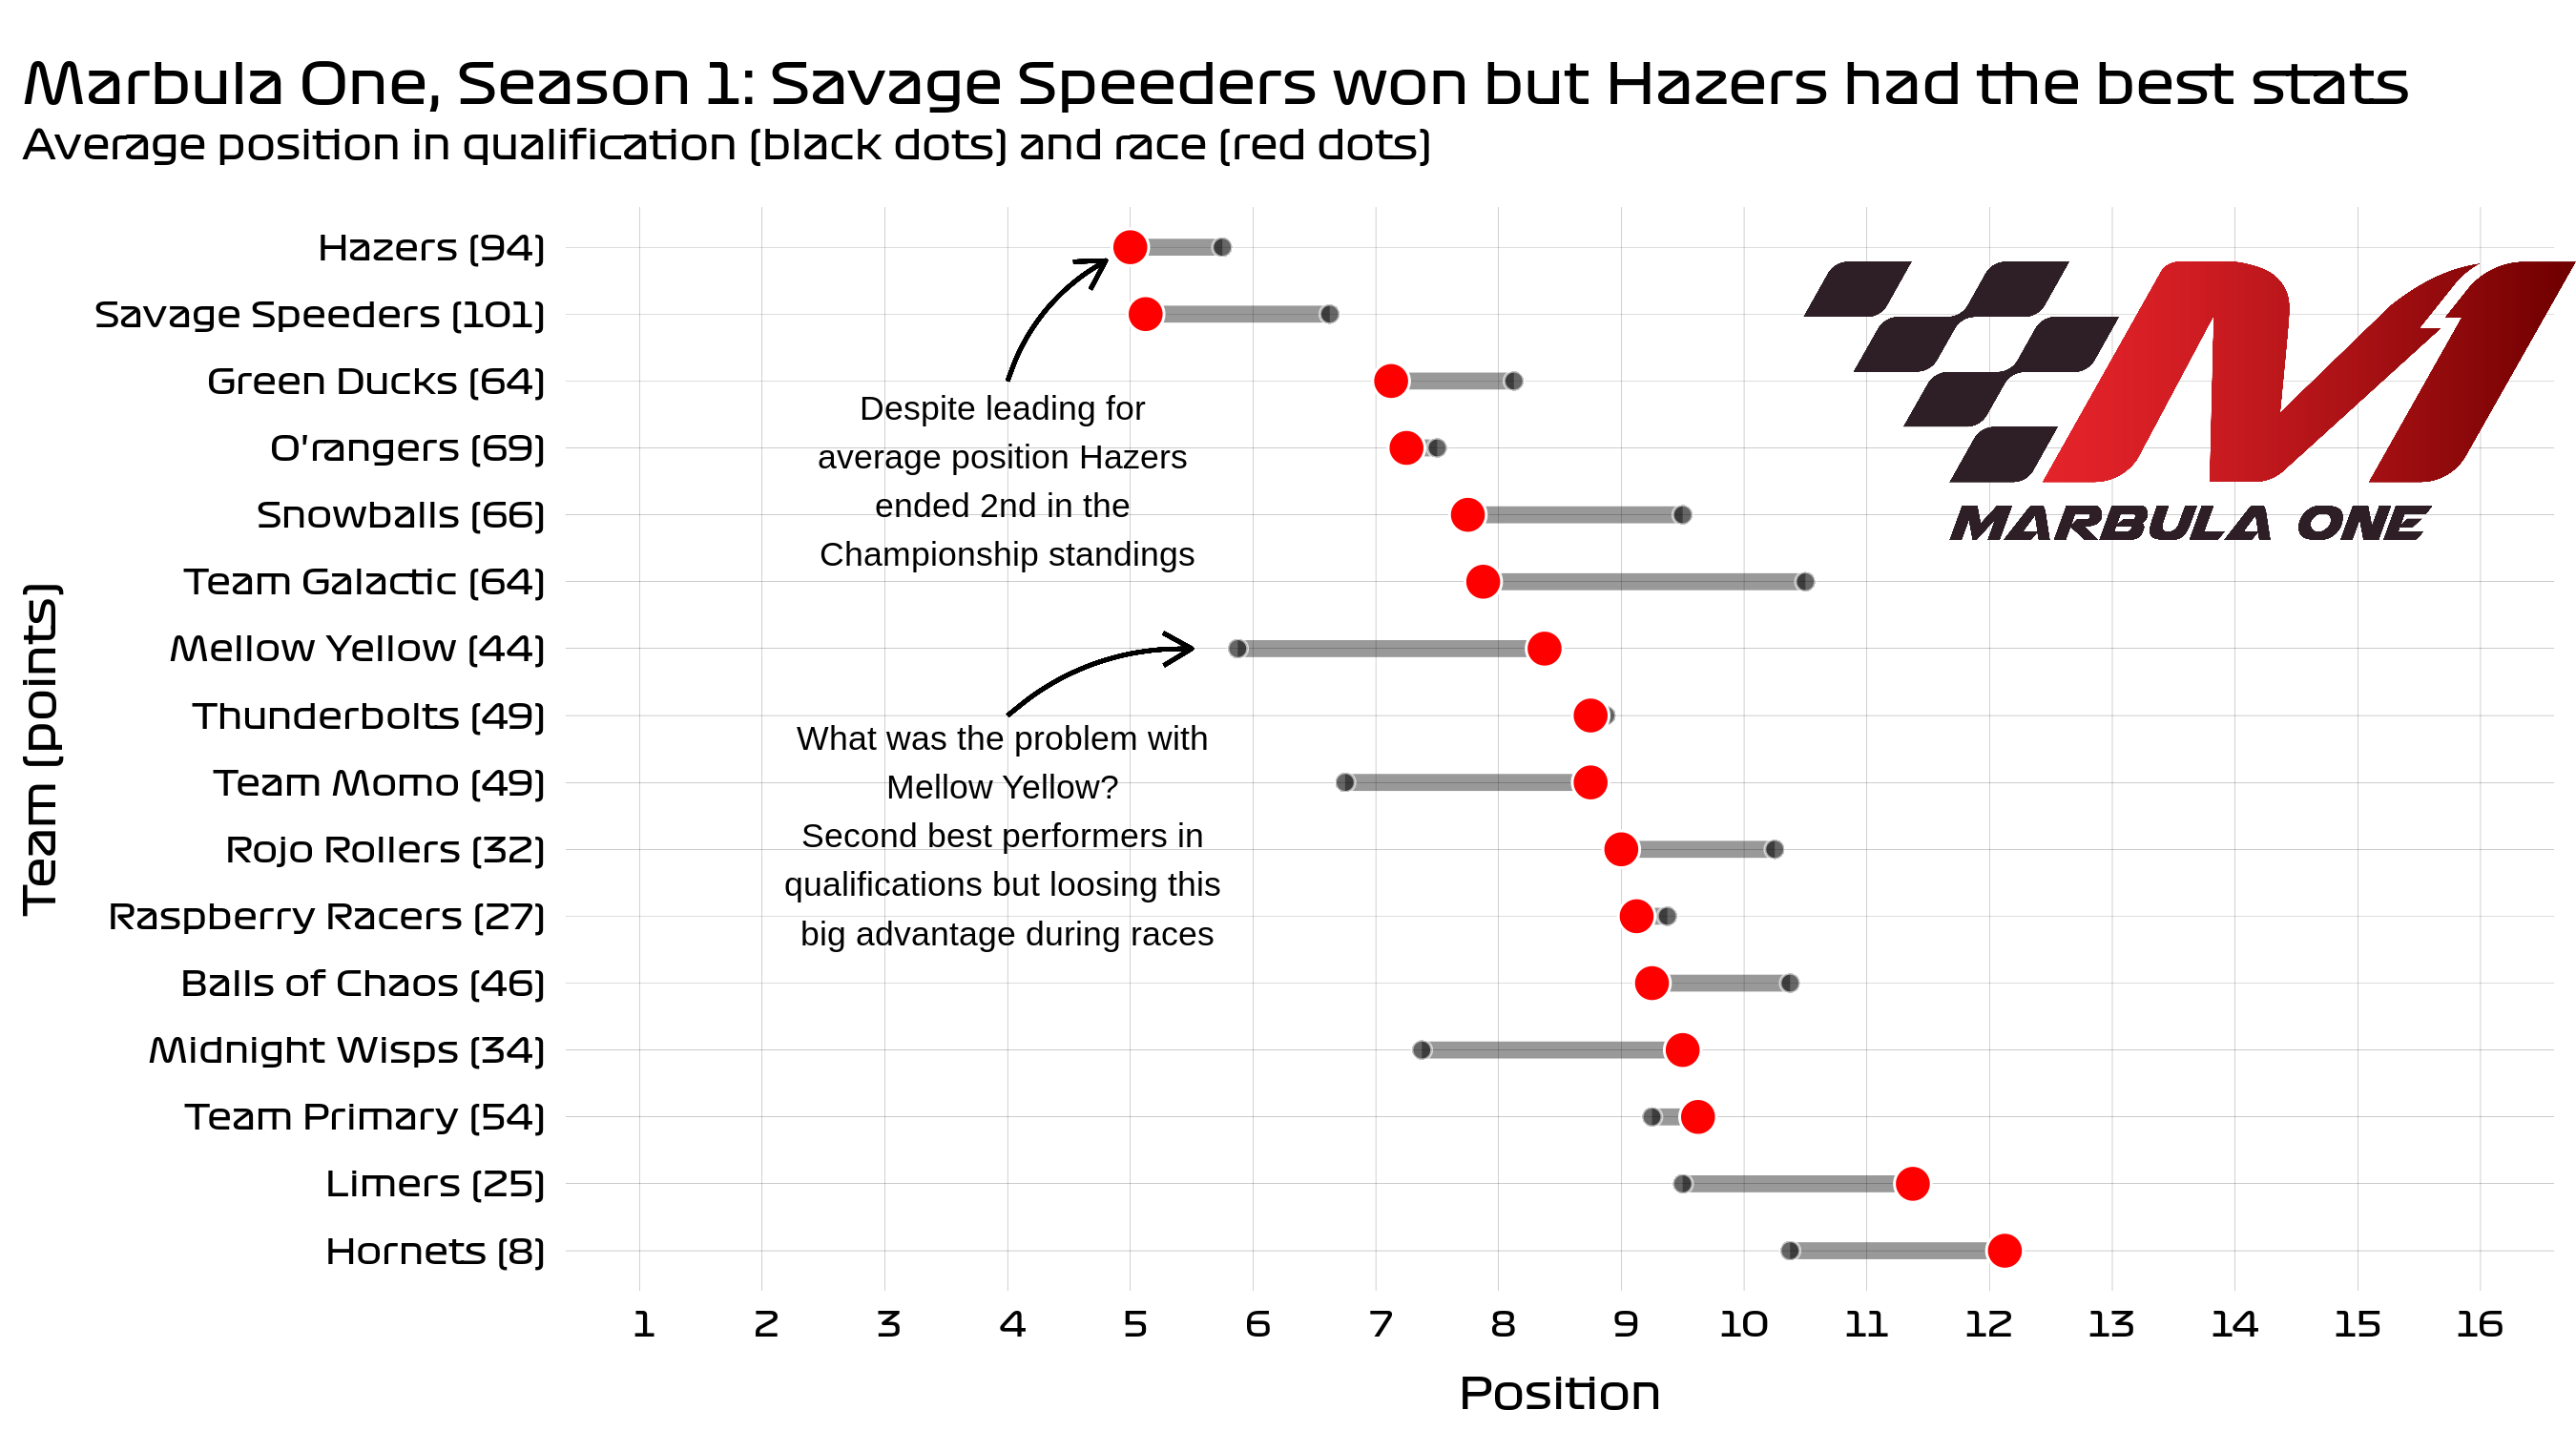 Marbula One, Season 1: Savage Speeders won but Hazers had the best stats
Average position in qualification (black dots) and race (red dots)
Team (points)
Hazers (94)
Savage Speeders (101)
Green Ducks (64)
O'rangers (69)
Snowballs (66)
Team Galactic (64)
Mellow Yellow (44)
Thunderbolts (49)
Team Momo (49)
Rojo Rollers (32)
Raspberry Racers (27)
Balls of Chaos (46)
Midnight Wisps (34)
Team Primary (54)
Limers (25)
Hornets (8)
Despite leading for
average position Hazers
ended 2nd in the
Championship standings
What was the problem with
Mellow Yellow?
Second best performers in
qualifications but loosing this
big advantage during races
M1
MARBULA ONE
1 2 3 4 5 6 7 8 9 10 11 12 13 14 15 16
Position